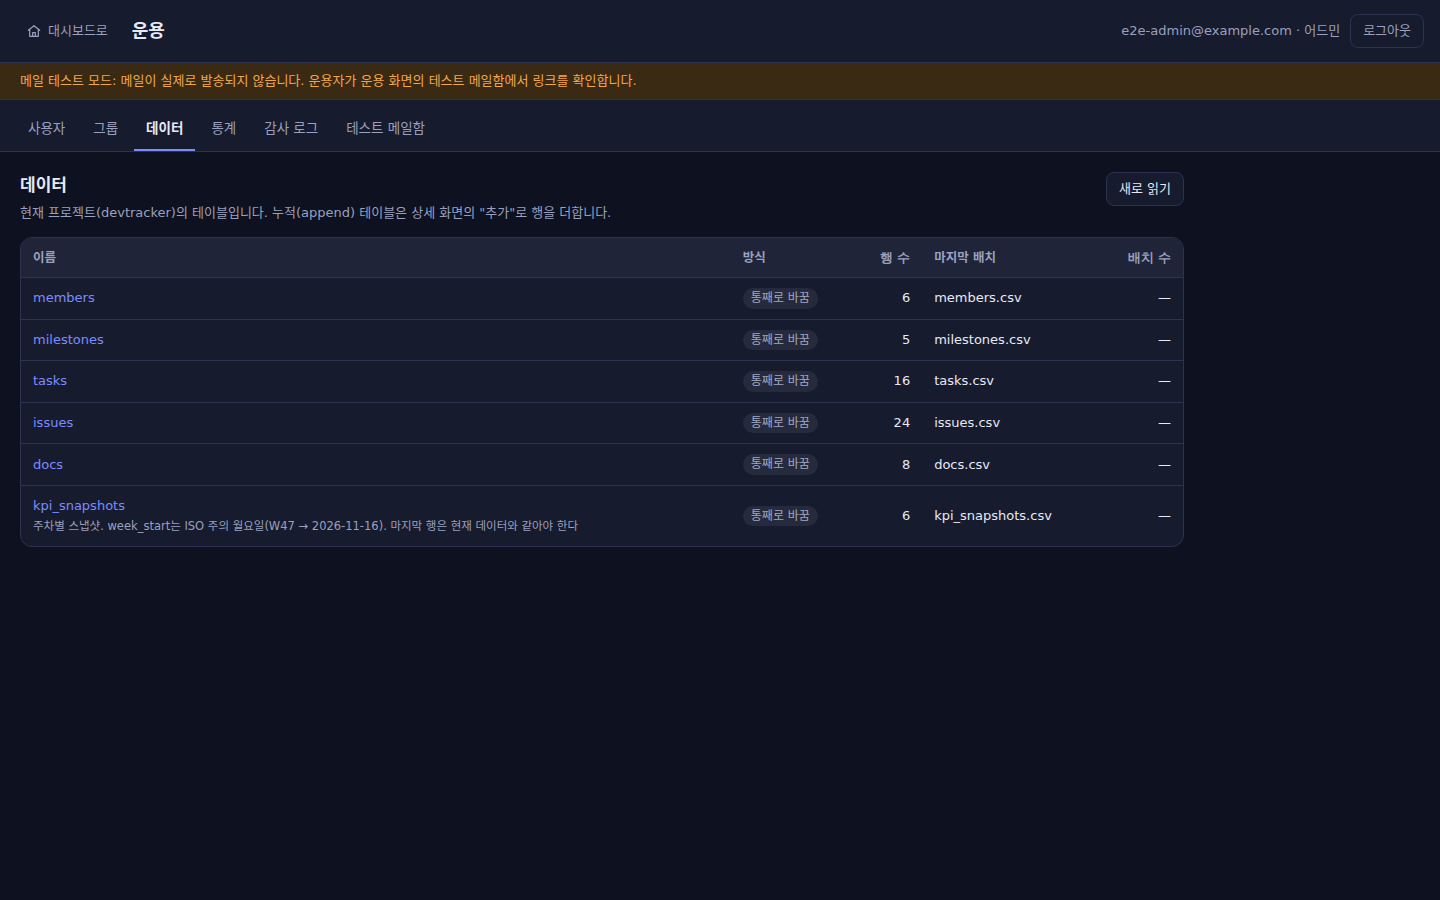 대시보드로 운용 e2e-admin@example.com · 어드민 로그아웃
메일 테스트 모드: 메일이 실제로 발송되지 않습니다. 운용자가 운용 화면의 테스트 메일함에서 링크를 확인합니다.
사용자 그룹 데이터 통계 감사 로그 테스트 메일함
데이터 새로 읽기
현재 프로젝트(devtracker)의 테이블입니다. 누적(append) 테이블은 상세 화면의 "추가"로 행을 더합니다.
이름 방식 행 수 마지막 배치 배치 수
members 통째로 바꿈 6 members.csv —
milestones 통째로 바꿈 5 milestones.csv —
tasks 통째로 바꿈 16 tasks.csv —
issues 통째로 바꿈 24 issues.csv —
docs 통째로 바꿈 8 docs.csv —
kpi_snapshots 통째로 바꿈 6 kpi_snapshots.csv —
주차별 스냅샷. week_start는 ISO 주의 월요일(W47 → 2026-11-16). 마지막 행은 현재 데이터와 같아야 한다